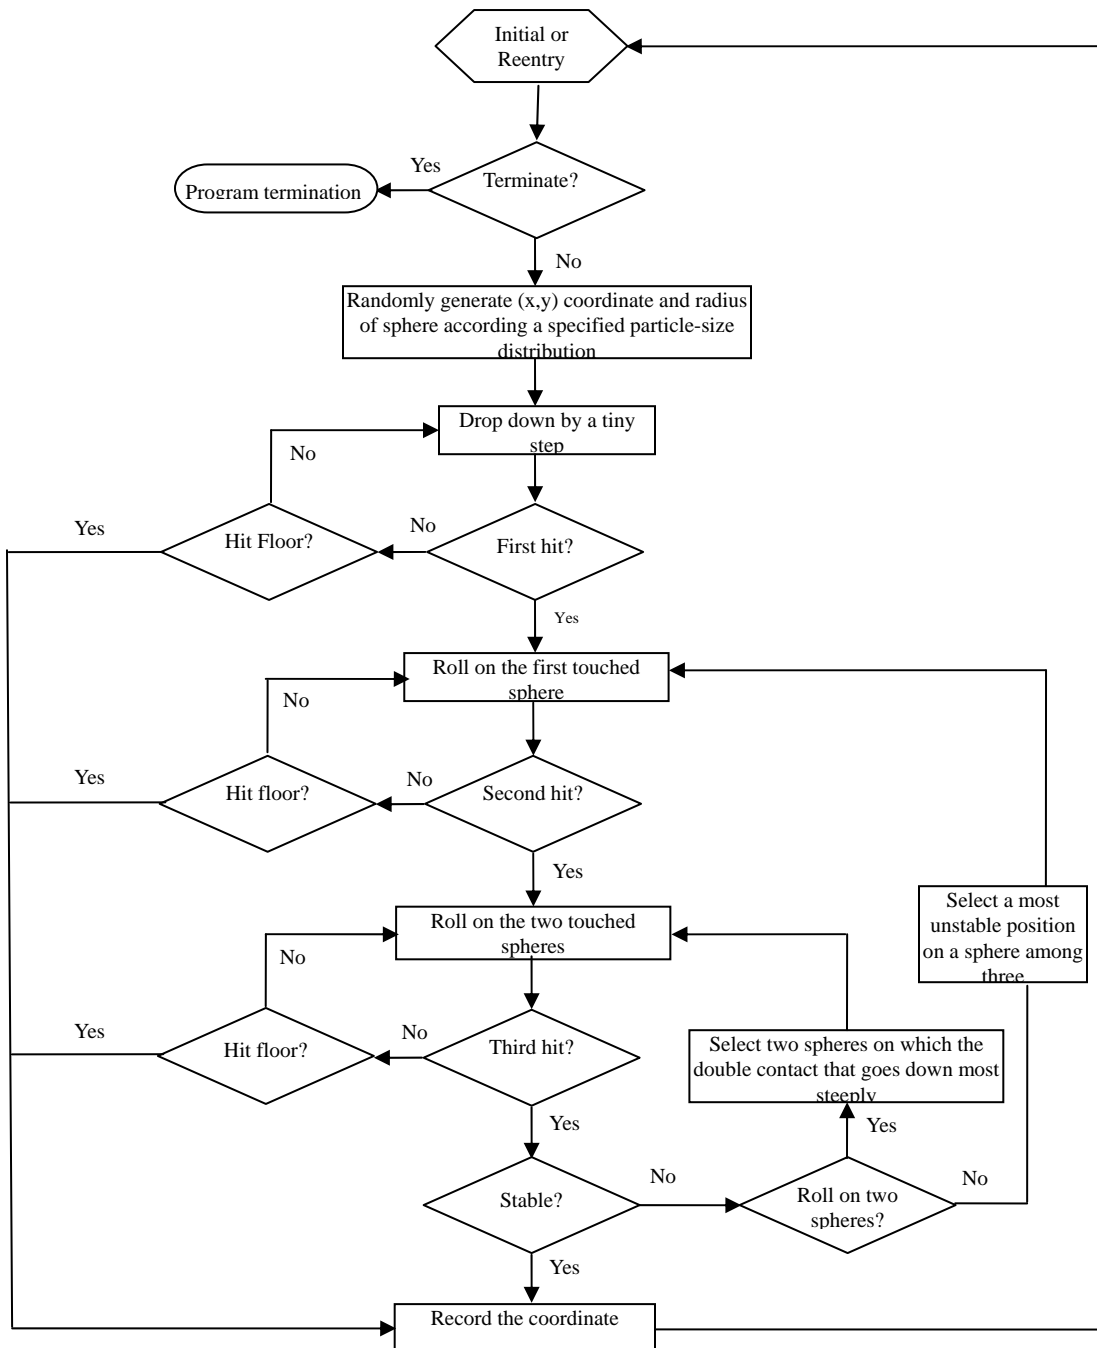 Initial or
Reentry
Yes
Terminate?
Program termination
No
Randomly generate (x,y) coordinate and radius
of sphere according a specified particle-size
distribution
Drop down by a tiny
step
No
Yes
Hit Floor?
No
First hit?
Yes
Roll on the first touched
sphere
No
Yes
Hit floor?
No
Second hit?
Yes
Select a most
unstable position
on a sphere among
three
Roll on the two touched
spheres
No
Yes
Hit floor?
No
Third hit?
Select two spheres on which the
double contact that goes down most
steeply
Yes
Yes
Stable?
No
Roll on two
spheres?
No
Yes
Record the coordinate